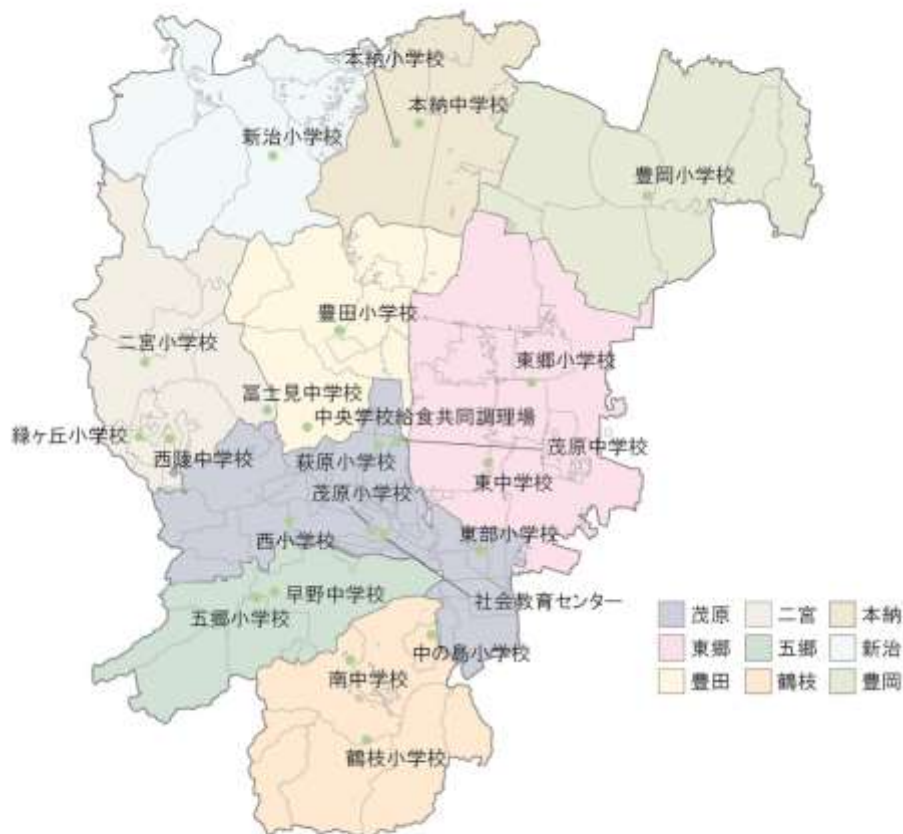 本納小学校
本納中学校
新治小学校
豊岡小学校
豊田小学校
二宮小学校
東郷小学校
冨士見中学校
中央学校給食共同調理場
緑ヶ丘小学校
茂原中学校
西陵中学校
萩原小学校
東中学校
茂原小学校
東部小学校
西小学校
早野中学校
社会教育センター
五郷小学校
中の島小学校
南中学校
鶴枝小学校
茂原 二宮 本納
東郷 五郷 新治
豊田 鶴枝 豊岡